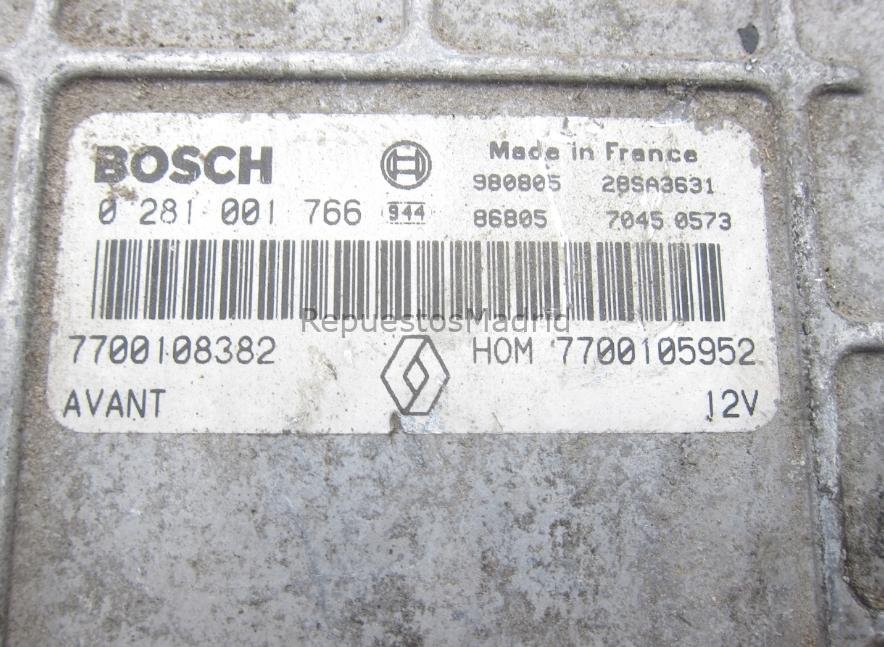 BOSCH
Made in France
980805 28SA3631
0 281 001 766 944
86805 7045 0573
RepuestosMadrid
7700108382 HOM 7700105952
AVANT 12V